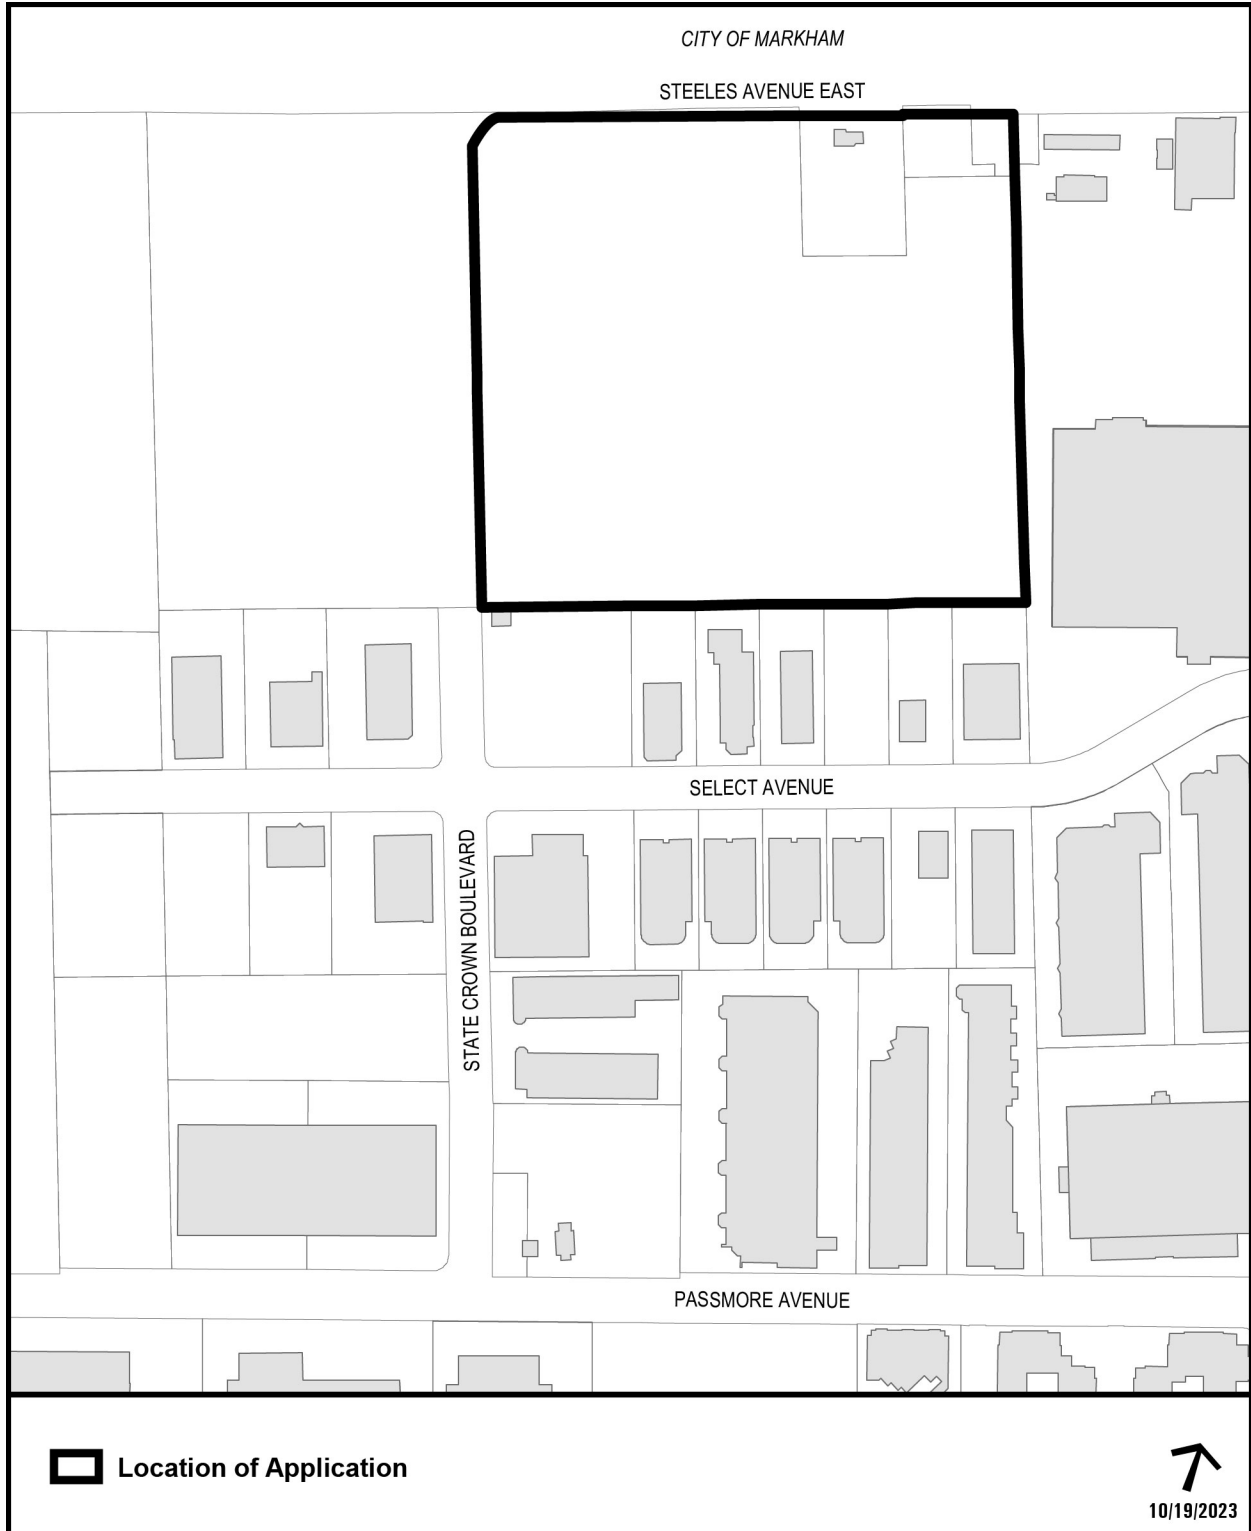 CITY OF MARKHAM
STEELES AVENUE EAST
SELECT AVENUE
STATE CROWN BOULEVARD
PASSMORE AVENUE
Location of Application
10/19/2023